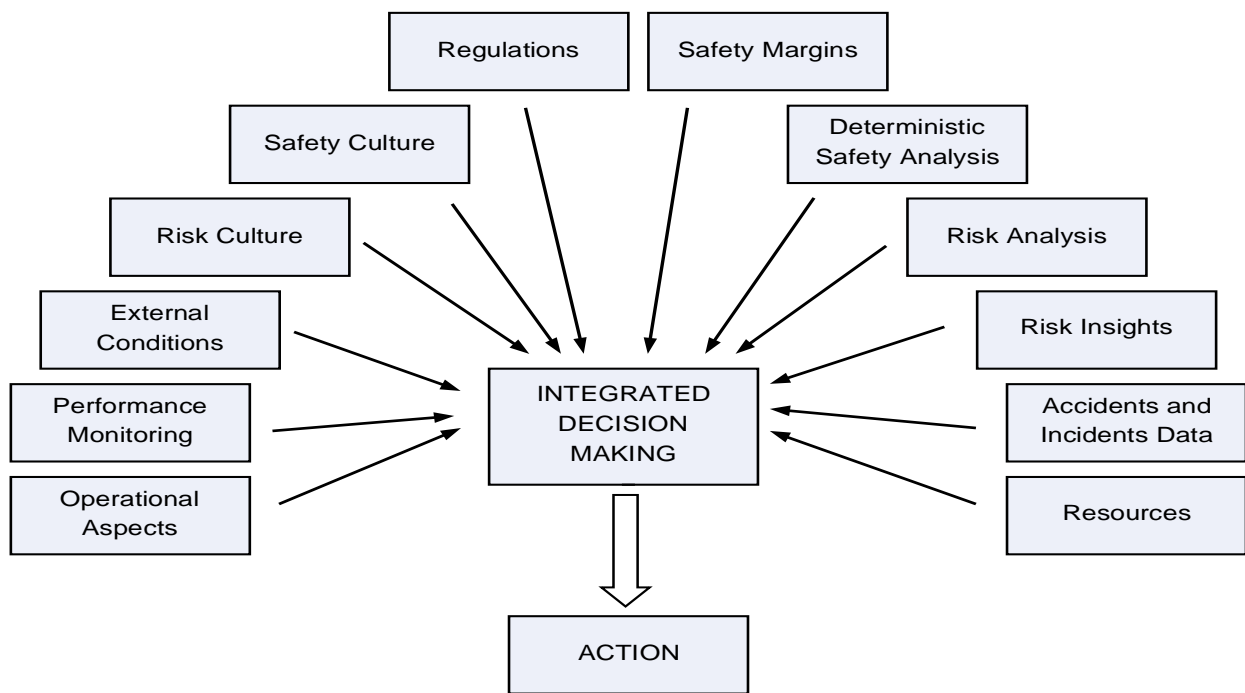 Regulations
Safety Margins
Safety Culture
Deterministic
Safety Analysis
Risk Culture
Risk Analysis
External
Conditions
Risk Insights
Performance
Monitoring
INTEGRATED
DECISION
MAKING
Accidents and
Incidents Data
Operational
Aspects
Resources
ACTION